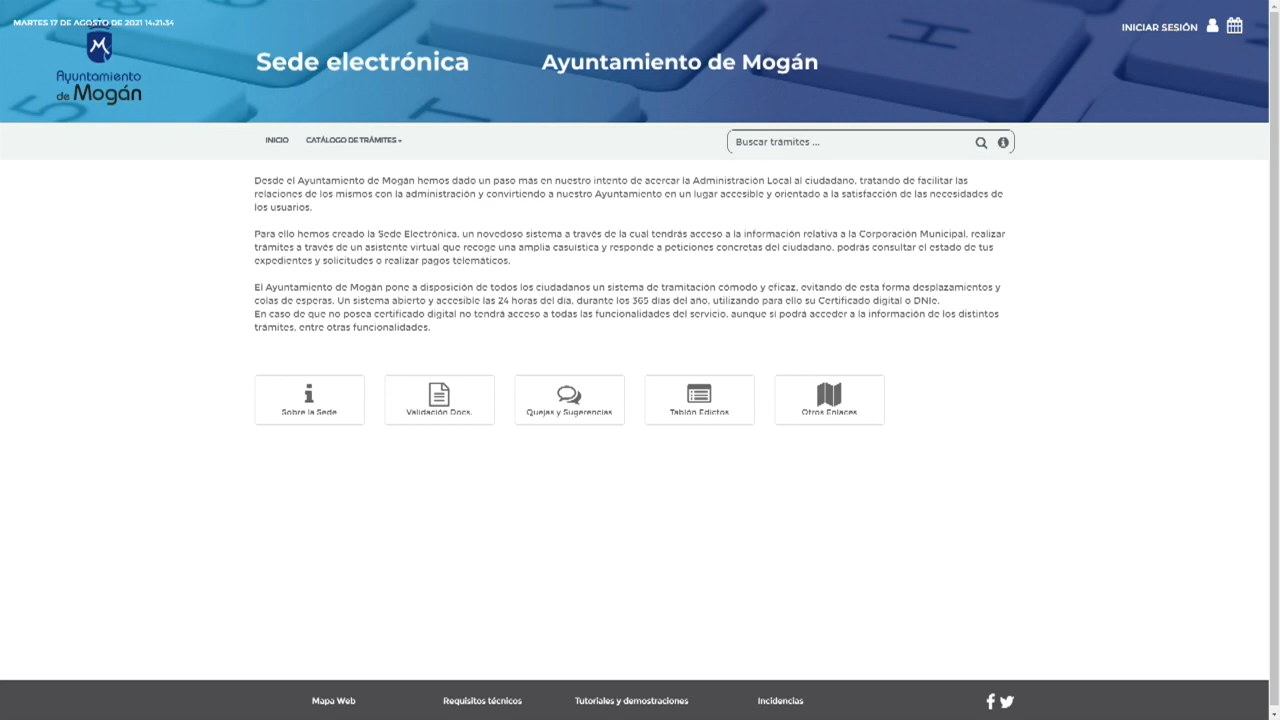 MARTES 17 DE AGOSTO DE 2021 14:21:34
INICIAR SESIÓN
Ayuntamiento
de Mogán
Sede electrónica
Ayuntamiento de Mogán
INICIO
CATÁLOGO DE TRÁMITES
Buscar trámites ...
Desde el Ayuntamiento de Mogán hemos dado un paso más en nuestro intento de acercar la Administración Local al ciudadano, tratando de facilitar las
relaciones de los mismos con la administración y convirtiendo a nuestro Ayuntamiento en un lugar accesible y orientado a la satisfacción de las necesidades de
los usuarios.
Para ello hemos creado la Sede Electrónica, un novedoso sistema a través de la cual tendrás acceso a la información relativa a la Corporación Municipal, realizar
trámites a través de un asistente virtual que recoge una amplia casuística y responde a peticiones concretas del ciudadano, podrás consultar el estado de tus
expedientes y solicitudes o realizar pagos telemáticos.
El Ayuntamiento de Mogán pone a disposición de todos los ciudadanos un sistema de tramitación cómodo y eficaz, evitando de esta forma desplazamientos y
colas de esperas. Un sistema abierto y accesible las 24 horas del día, durante los 365 días del año, utilizando para ello su Certificado digital o DNIe.
En caso de que no posea certificado digital no tendrá acceso a todas las funcionalidades del servicio, aunque si podrá acceder a la información de los distintos
trámites, entre otras funcionalidades.
Sobre la Sede
Validación Docs.
Quejas y Sugerencias
Tablón Edictos
Otros Enlaces
Mapa Web
Requisitos técnicos
Tutoriales y demostraciones
Incidencias